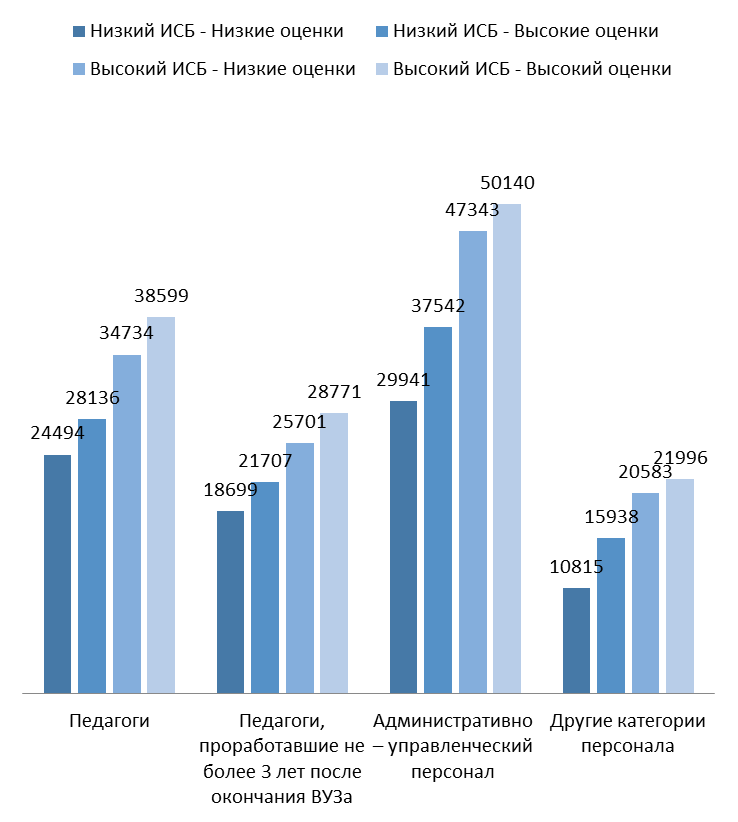 Низкий ИСБ - Низкие оценки
Низкий ИСБ - Высокие оценки
Высокий ИСБ - Низкие оценки
Высокий ИСБ - Высокий оценки
24494
28136
34734
38599
18699
21707
25701
28771
29941
37542
47343
50140
10815
15938
20583
21996
Педагоги
Педагоги,
проработавшие не
более 3 лет после
окончания ВУЗа
Административно
– управленческий
персонал
Другие категории
персонала